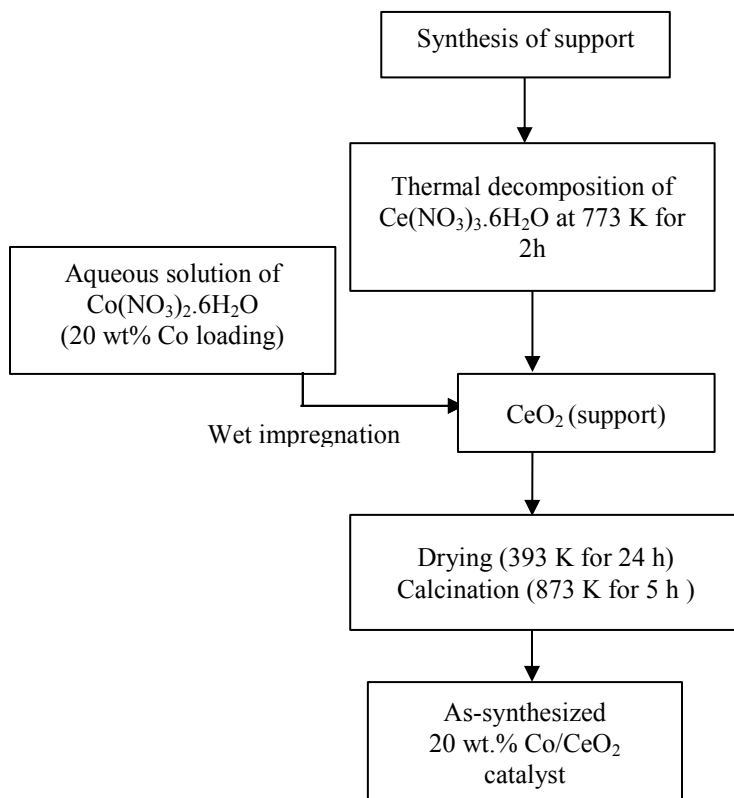 Synthesis of support
Thermal decomposition of
Ce(NO₃)₃.6H₂O at 773 K for
2h
Aqueous solution of
Co(NO₃)₂.6H₂O
(20 wt% Co loading)
Wet impregnation
CeO₂ (support)
Drying (393 K for 24 h)
Calcination (873 K for 5 h )
As-synthesized
20 wt.% Co/CeO₂
catalyst